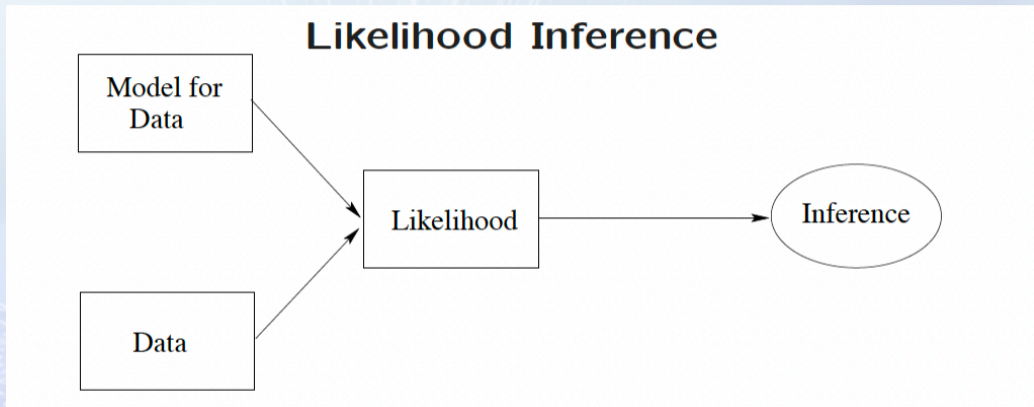 Likelihood Inference
Model for
Data
Likelihood
Inference
Data